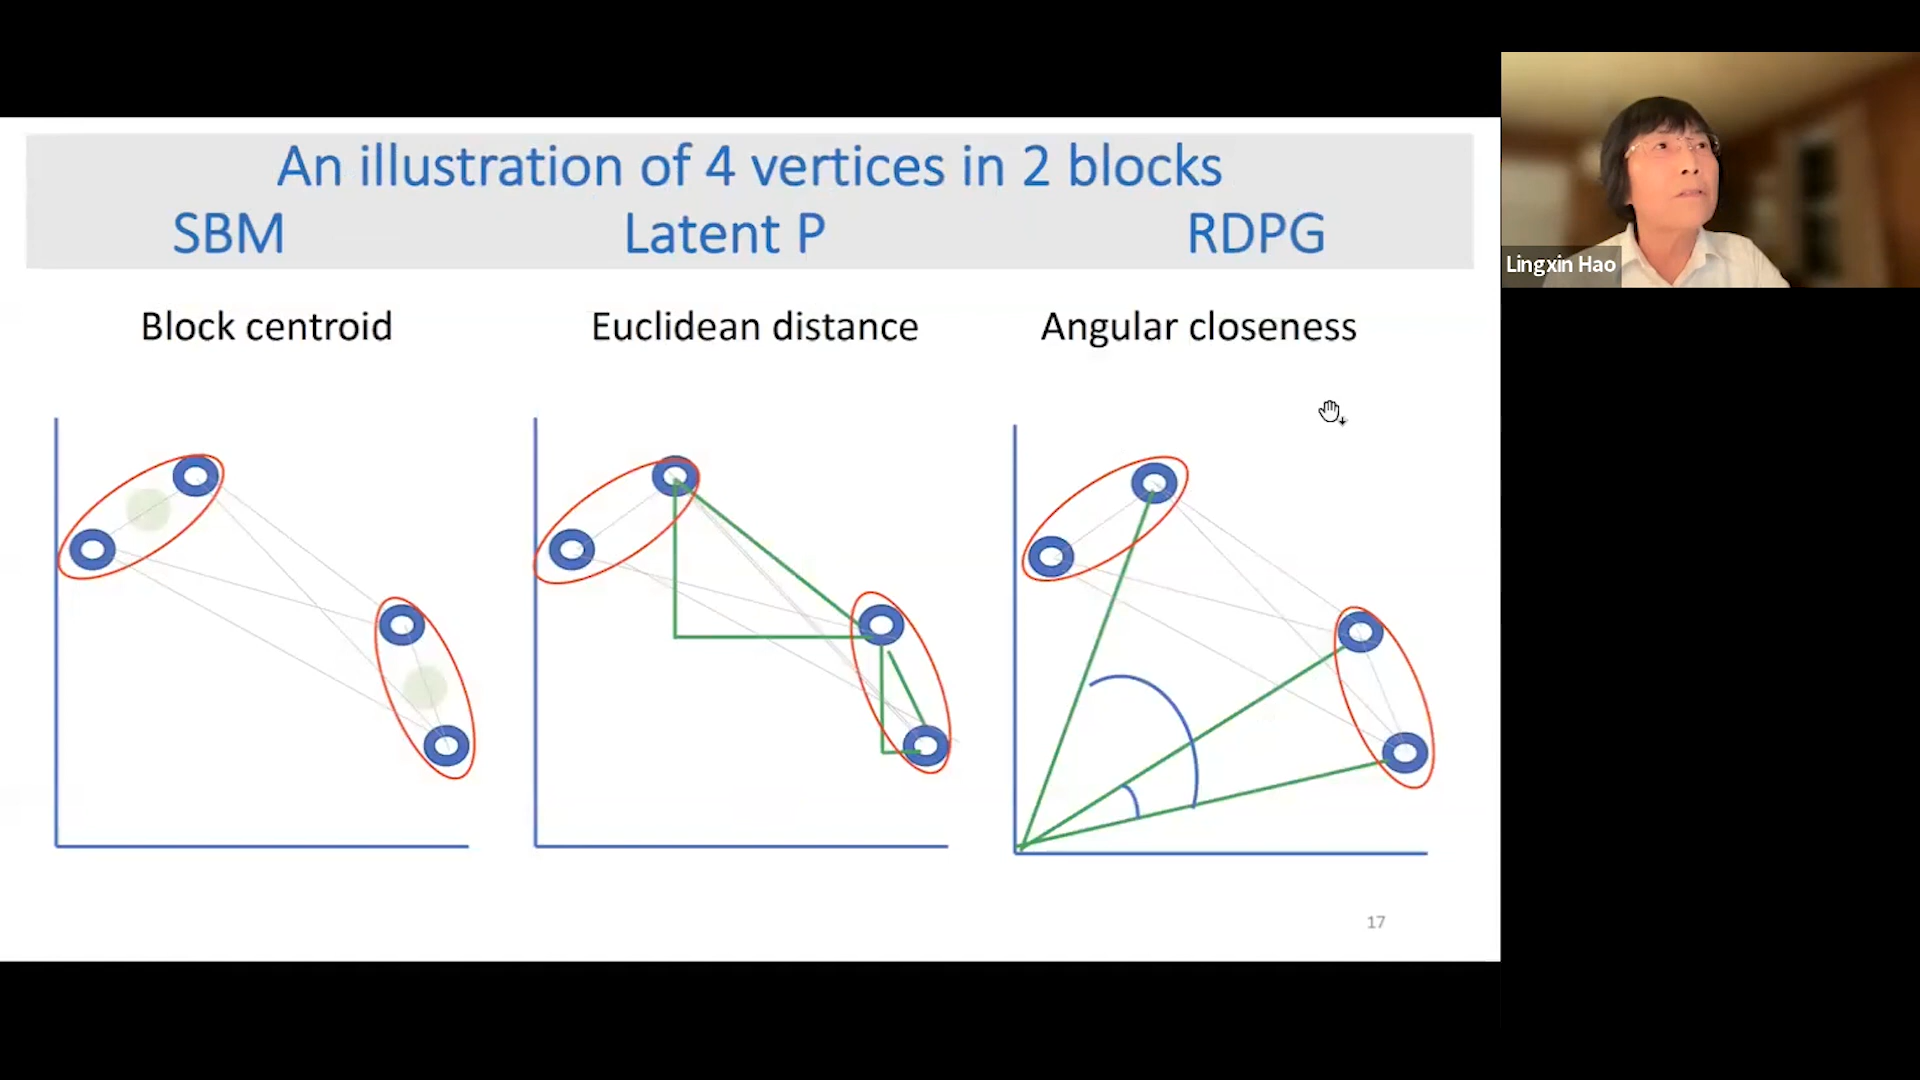 An illustration of 4 vertices in 2 blocks
SBM Latent P RDPG
Block centroid Euclidean distance Angular closeness
17
Lingxin Hao